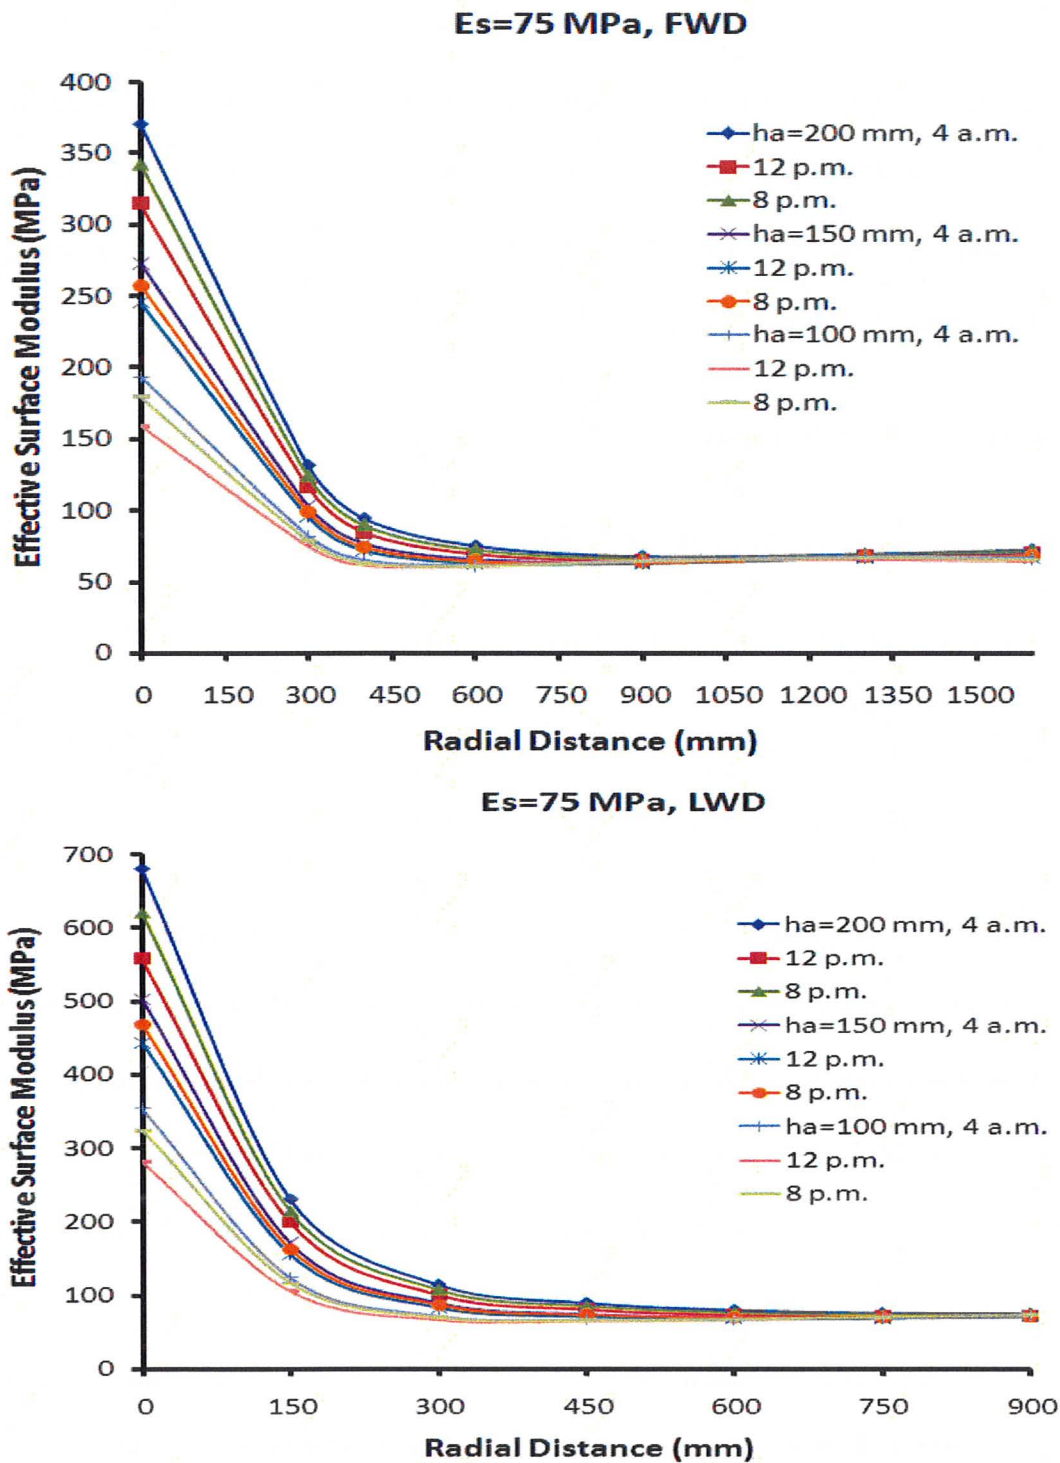 Es=75 MPa, FWD
Effective Surface Modulus (MPa)
400
350
300
250
200
150
100
50
0
ha=200 mm, 4 a.m.
12 p.m.
8 p.m.
ha=150 mm, 4 a.m.
12 p.m.
8 p.m.
ha=100 mm, 4 a.m.
12 p.m.
8 p.m.
0 150 300 450 600 750 900 1050 1200 1350 1500
Radial Distance (mm)
Es=75 MPa, LWD
Effective Surface Modulus (MPa)
700
600
500
400
300
200
100
0
ha=200 mm, 4 a.m.
12 p.m.
8 p.m.
ha=150 mm, 4 a.m.
12 p.m.
8 p.m.
ha=100 mm, 4 a.m.
12 p.m.
8 p.m.
0 150 300 450 600 750 900
Radial Distance (mm)